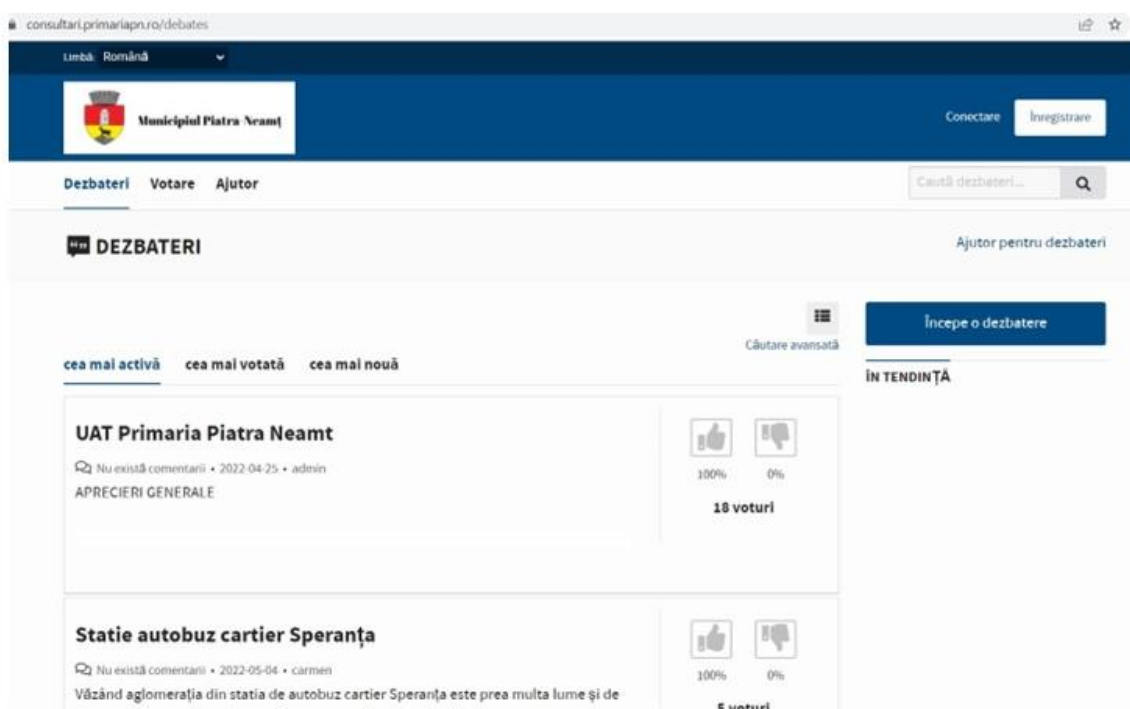 consultari.primariapn.ro/debates
Limbă: Română
Municipiul Piatra Neamț
Conectare
Înregistrare
Dezbateri Votare Ajutor
Caută dezbateri...
DEZBATERI
Ajutor pentru dezbateri
Începe o dezbatere
Căutare avansată
cea mai activă cea mai votată cea mai nouă
ÎN TENDINȚĂ
UAT Primaria Piatra Neamt
Nu există comentarii • 2022-04-25 • admin
APRECIERI GENERALE
100% 0%
18 voturi
Statie autobuz cartier Speranța
Nu există comentarii • 2022-05-04 • carmen
Văzând aglomerația din statia de autobuz cartier Speranța este prea multa lume și de
100% 0%
5 voturi